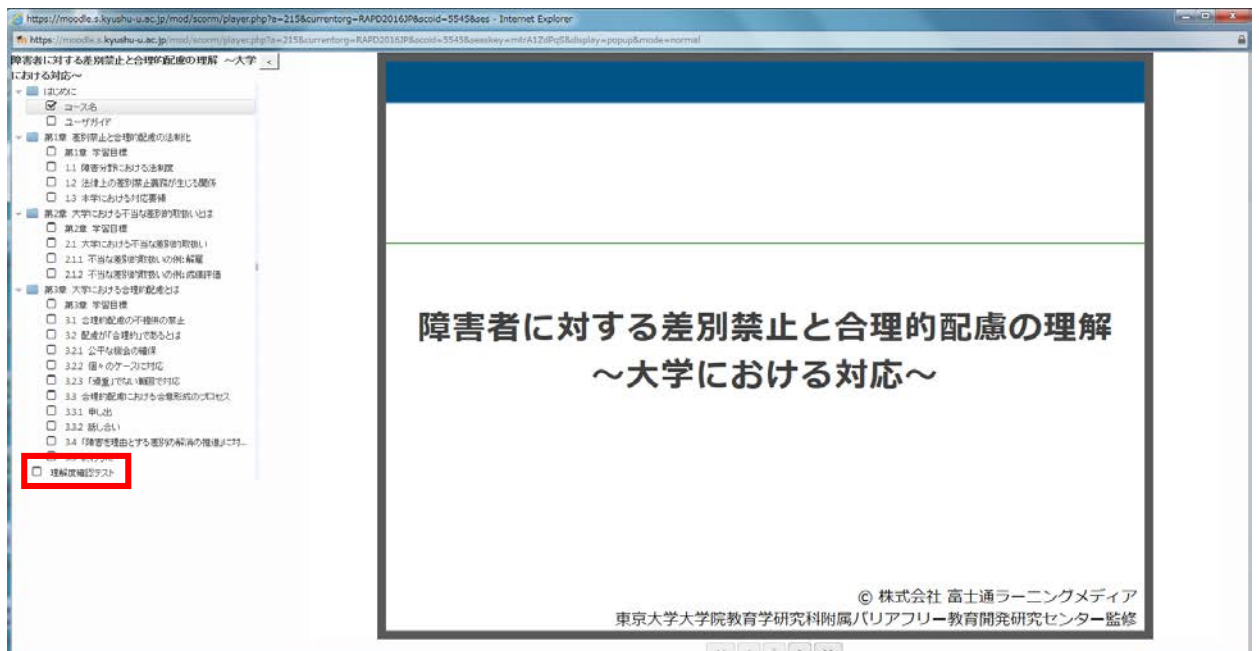 https://moodle.s.kyushu-u.ac.jp/mod/scorm/player.php?a=215&currentorg=RAPD2016JP&scoid=5545&ses - Internet Explorer
障害者に対する差別禁止と合理的配慮の理解 ～大学
における対応～
はじめに
コース名
ユーザガイド
第1章 差別禁止と合理的配慮の法制化
第1章 学習目標
1.1 障害分野における法制度
1.2 法律上の差別禁止義務が生じる関係
1.3 本学における対応要領
第2章 大学における不当な差別的取扱いとは
第2章 学習目標
2.1 大学における不当な差別的取扱い
2.1.1 不当な差別的取扱いの例:解雇
2.1.2 不当な差別的取扱いの例:成績評価
第3章 大学における合理的配慮とは
第3章 学習目標
3.1 合理的配慮の不提供の禁止
3.2 配慮が「合理的」であるとは
3.2.1 公平な機会の確保
3.2.2 個々のケースに対応
3.2.3 「過重」でない範囲で対応
3.3 合理的配慮における合意形成のプロセス
3.3.1 申し出
3.3.2 話し合い
3.4 「障害を理由とする差別の解消の推進」に対...
理解度確認テスト
障害者に対する差別禁止と合理的配慮の理解
～大学における対応～
© 株式会社 富士通ラーニングメディア
東京大学大学院教育学研究科附属バリアフリー教育開発研究センター監修